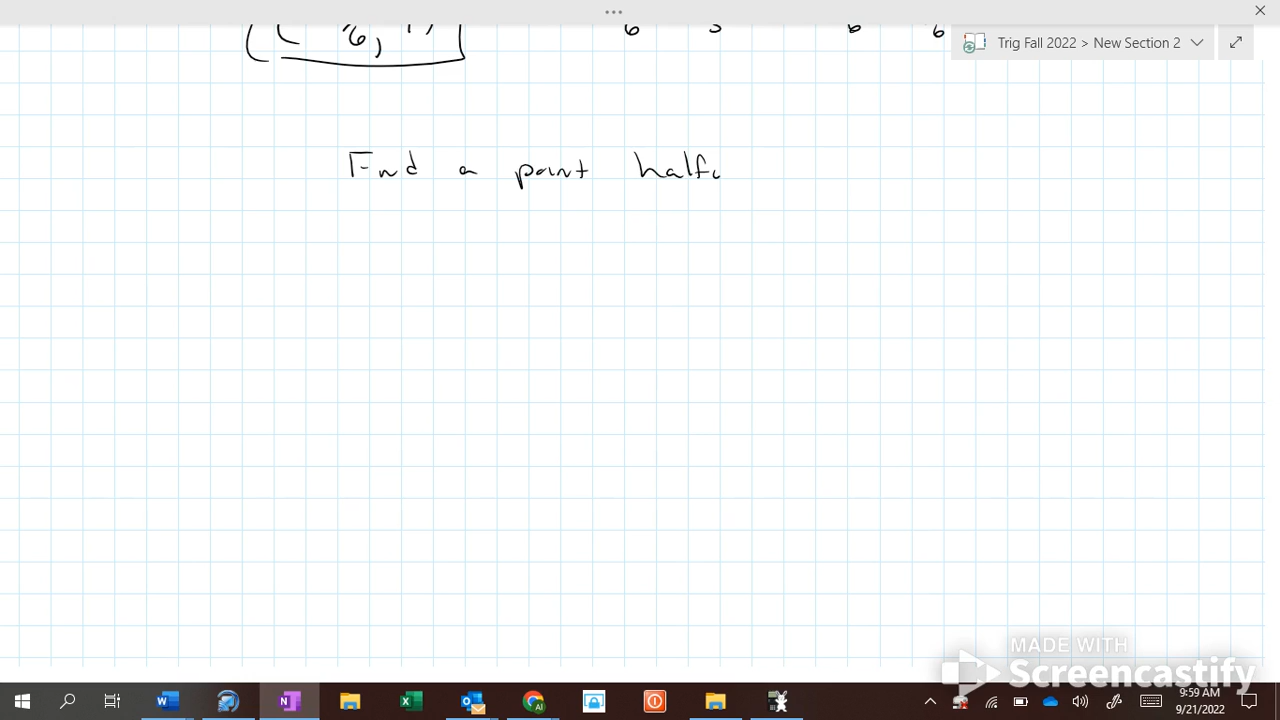 Trig Fall 2022 > New Section 2
Find a point half
MADE WITH
Screencastify
9:59 AM
9/21/2022